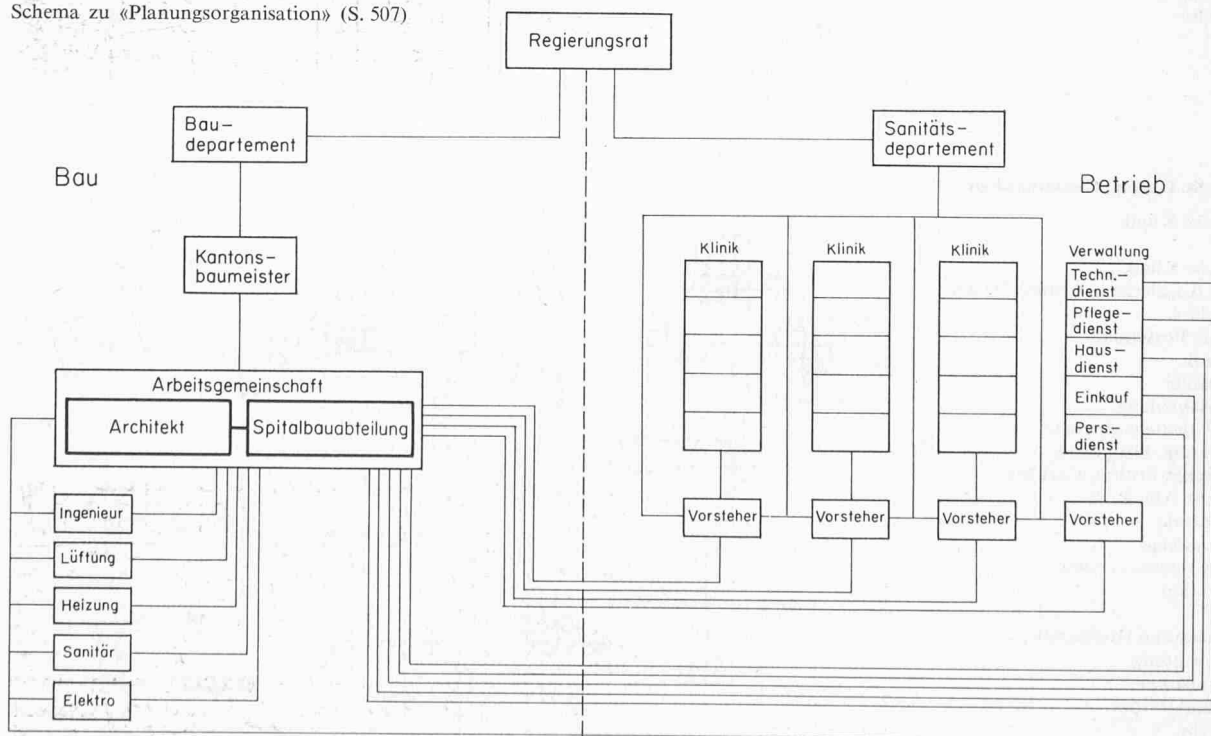 Schema zu «Planungsorganisation» (S. 507)
Regierungsrat
Bau-
departement
Sanitäts-
departement
Bau
Betrieb
Kantons-
baumeister
Klinik
Klinik
Klinik
Verwaltung
Techn.-
dienst
Pflege-
dienst
Haus-
dienst
Einkauf
Pers.-
dienst
Arbeitsgemeinschaft
Architekt
Spitalbauabteilung
Ingenieur
Lüftung
Heizung
Sanitär
Elektro
Vorsteher
Vorsteher
Vorsteher
Vorsteher